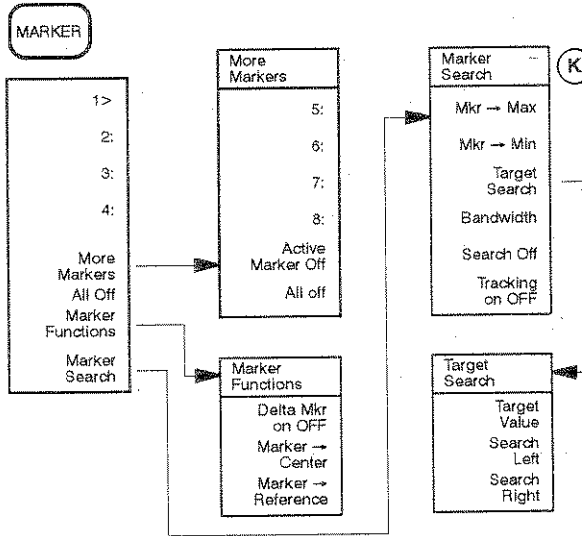 MARKER
1>
2:
3:
4:
More
Markers
All Off
Marker
Functions
Marker
Search
More
Markers
5:
6:
7:
8:
Active
Marker Off
All off
Marker
Functions
Delta Mkr
on OFF
Marker →
Center
Marker →
Reference
Marker
Search
Mkr → Max
Mkr → Min
Target
Search
Bandwidth
Search Off
Tracking
on OFF
K
Target
Search
Target
Value
Search
Left
Search
Right